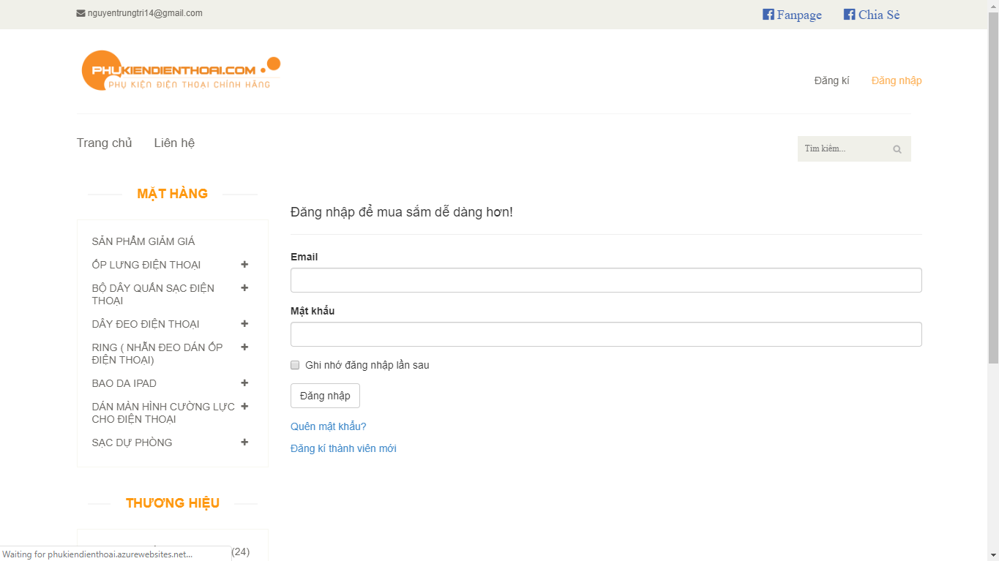 nguyentrungtri14@gmail.com
Fanpage
Chia Sẻ
PHUKIENDIENTHOAI.COM
PHỤ KIỆN ĐIỆN THOẠI CHÍNH HÃNG
Đăng kí
Đăng nhập
Trang chủ
Liên hệ
Tìm kiếm...
MẶT HÀNG
SẢN PHẨM GIẢM GIÁ
ỐP LƯNG ĐIỆN THOẠI
BỘ DÂY QUẤN SẠC ĐIỆN
THOẠI
DÂY ĐEO ĐIỆN THOẠI
RING ( NHẪN ĐEO DÁN ỐP
ĐIỆN THOẠI)
BAO DA IPAD
DÁN MÀN HÌNH CƯỜNG LỰC
CHO ĐIỆN THOẠI
SẠC DỰ PHÒNG
THƯƠNG HIỆU
(24)
Đăng nhập để mua sắm dễ dàng hơn!
Email
Mật khẩu
Ghi nhớ đăng nhập lần sau
Đăng nhập
Quên mật khẩu?
Đăng kí thành viên mới
Waiting for phukiendienthoai.azurewebsites.net...